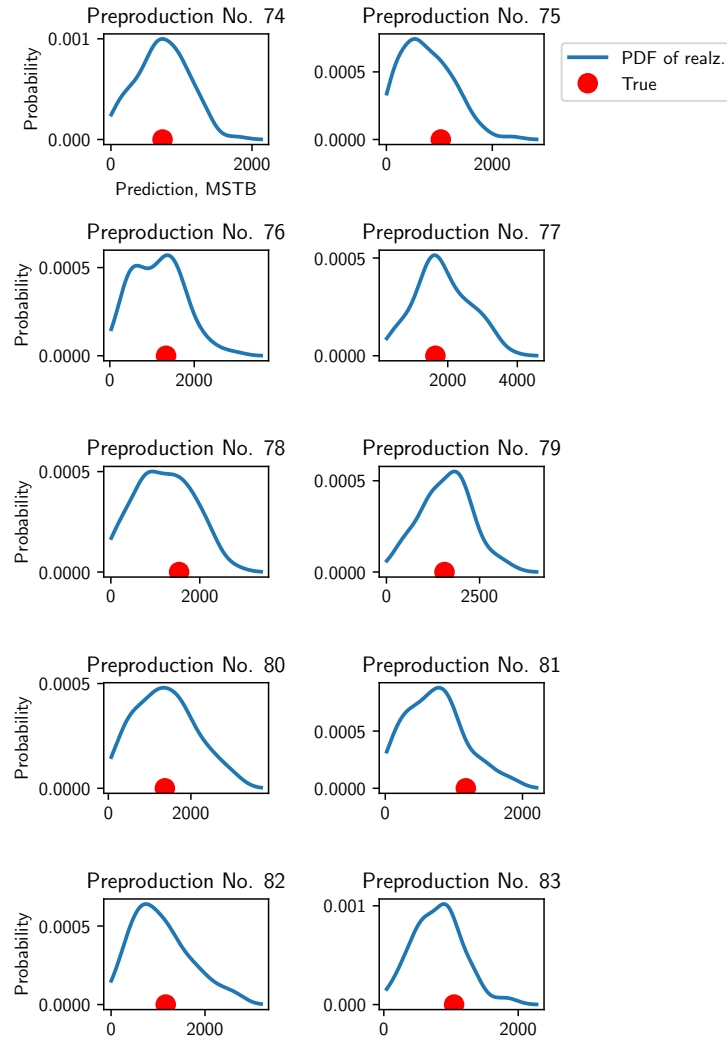 Preproduction No. 74
Probability
0.001
0.000
0
2000
Prediction, MSTB
Preproduction No. 75
0.0005
0.0000
0
2000
PDF of realz.
True
Preproduction No. 76
Probability
0.0005
0.0000
0
2000
Preproduction No. 77
0.0005
0.0000
2000
4000
Preproduction No. 78
Probability
0.0005
0.0000
0
2000
Preproduction No. 79
0.0005
0.0000
0
2500
Preproduction No. 80
Probability
0.0005
0.0000
0
2000
Preproduction No. 81
0.0005
0.0000
0
2000
Preproduction No. 82
Probability
0.0005
0.0000
0
2000
Preproduction No. 83
0.001
0.000
0
2000